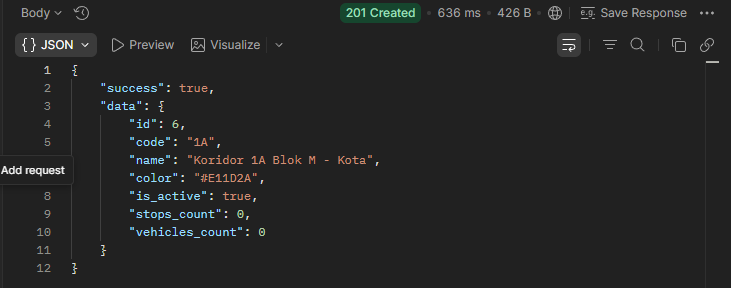 Body
201 Created • 636 ms • 426 B • e.g. Save Response
{} JSON Preview Visualize
1 {
2 "success": true,
3 "data": {
4 "id": 6,
5 "code": "1A",
"name": "Koridor 1A Blok M - Kota",
Add request
"color": "#E11D2A",
8 "is_active": true,
9 "stops_count": 0,
10 "vehicles_count": 0
11 }
12 }